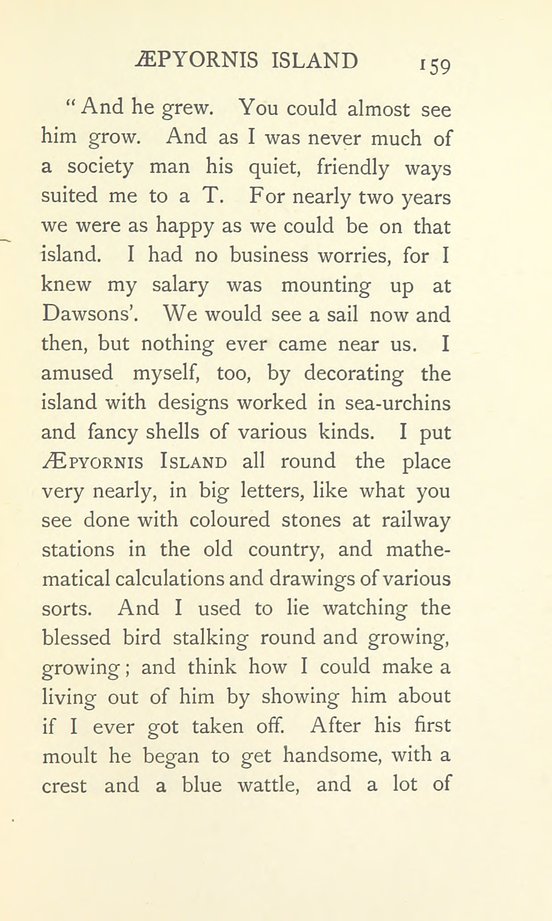 ÆPYORNIS ISLAND 159
“ And he grew. You could almost see
him grow. And as I was never much of
a society man his quiet, friendly ways
suited me to a T. For nearly two years
we were as happy as we could be on that
island. I had no business worries, for I
knew my salary was mounting up at
Dawsons’. We would see a sail now and
then, but nothing ever came near us. I
amused myself, too, by decorating the
island with designs worked in sea-urchins
and fancy shells of various kinds. I put
ÆPYORNIS ISLAND all round the place
very nearly, in big letters, like what you
see done with coloured stones at railway
stations in the old country, and mathe-
matical calculations and drawings of various
sorts. And I used to lie watching the
blessed bird stalking round and growing,
growing ; and think how I could make a
living out of him by showing him about
if I ever got taken off. After his first
moult he began to get handsome, with a
crest and a blue wattle, and a lot of